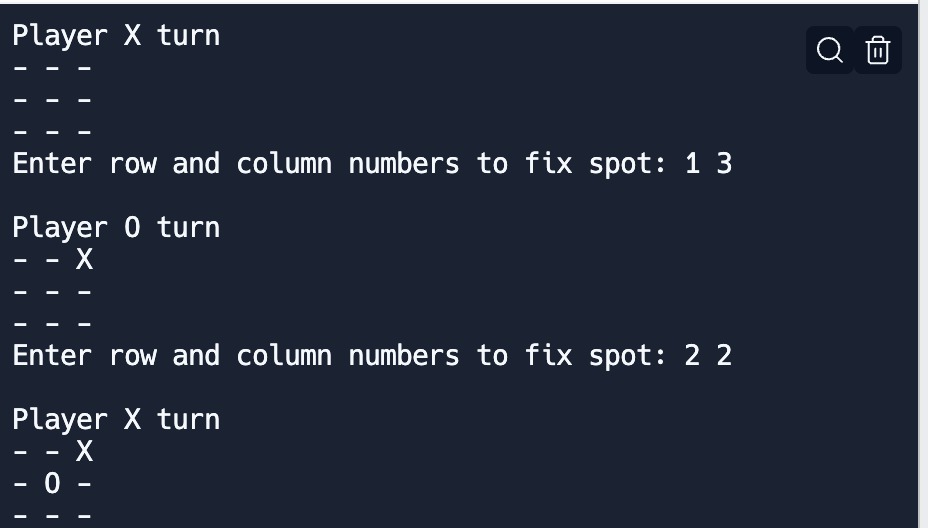 Player X turn
- - -
- - -
- - -
Enter row and column numbers to fix spot: 1 3
Player O turn
- - X
- - -
- - -
Enter row and column numbers to fix spot: 2 2
Player X turn
- - X
- O -
- - -